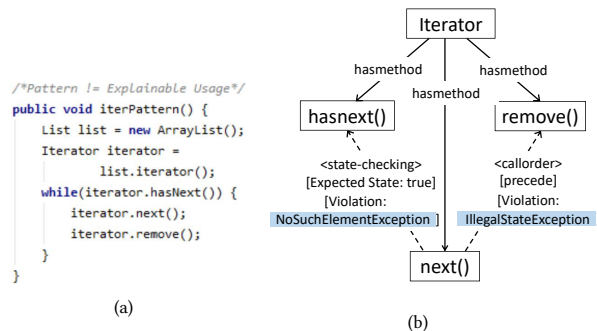 /*Pattern != Explainable Usage*/
public void iterPattern() {
List list = new ArrayList();
Iterator iterator =
list.iterator();
while(iterator.hasNext()) {
iterator.next();
iterator.remove();
}
}
(a)
Iterator
hasmethod
hasmethod
hasmethod
hasnext()
remove()
<state-checking>
[Expected State: true]
[Violation:
NoSuchElementException ]
<callorder>
[precede]
[Violation:
IllegalStateException
next()
(b)